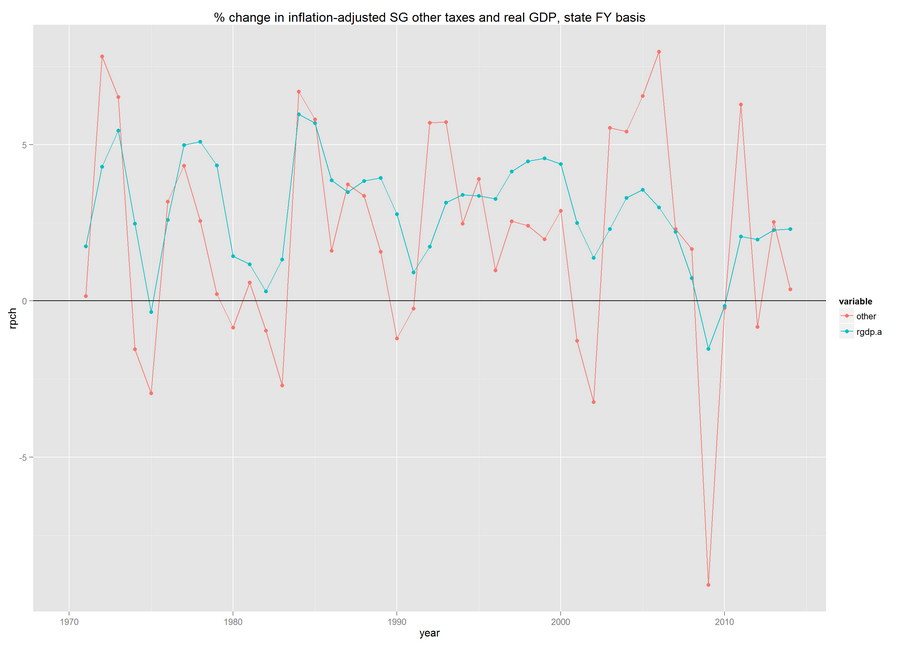 % change in inflation-adjusted SG other taxes and real GDP, state FY basis
rpch
5
0
-5
1970
1980
1990
2000
2010
year
variable
other
rgdp.a